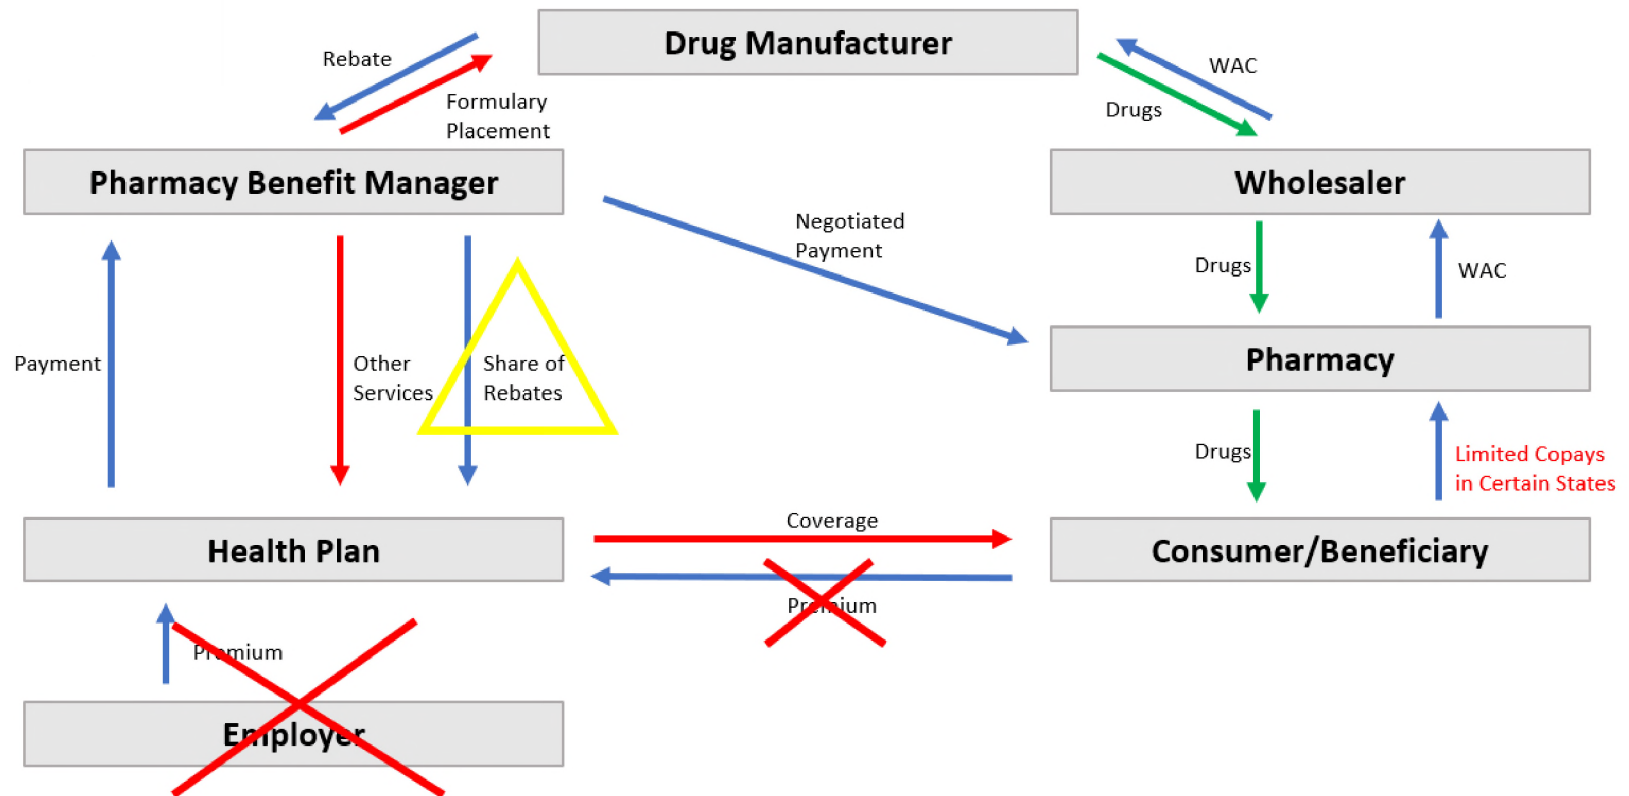 Drug Manufacturer
Rebate
WAC
Formulary
Placement
Drugs
Pharmacy Benefit Manager
Wholesaler
Negotiated
Payment
Drugs
WAC
Payment
Other
Services
Share of
Rebates
Pharmacy
Drugs
Limited Copays
in Certain States
Coverage
Health Plan
Consumer/Beneficiary
Premium
Premium
Employer